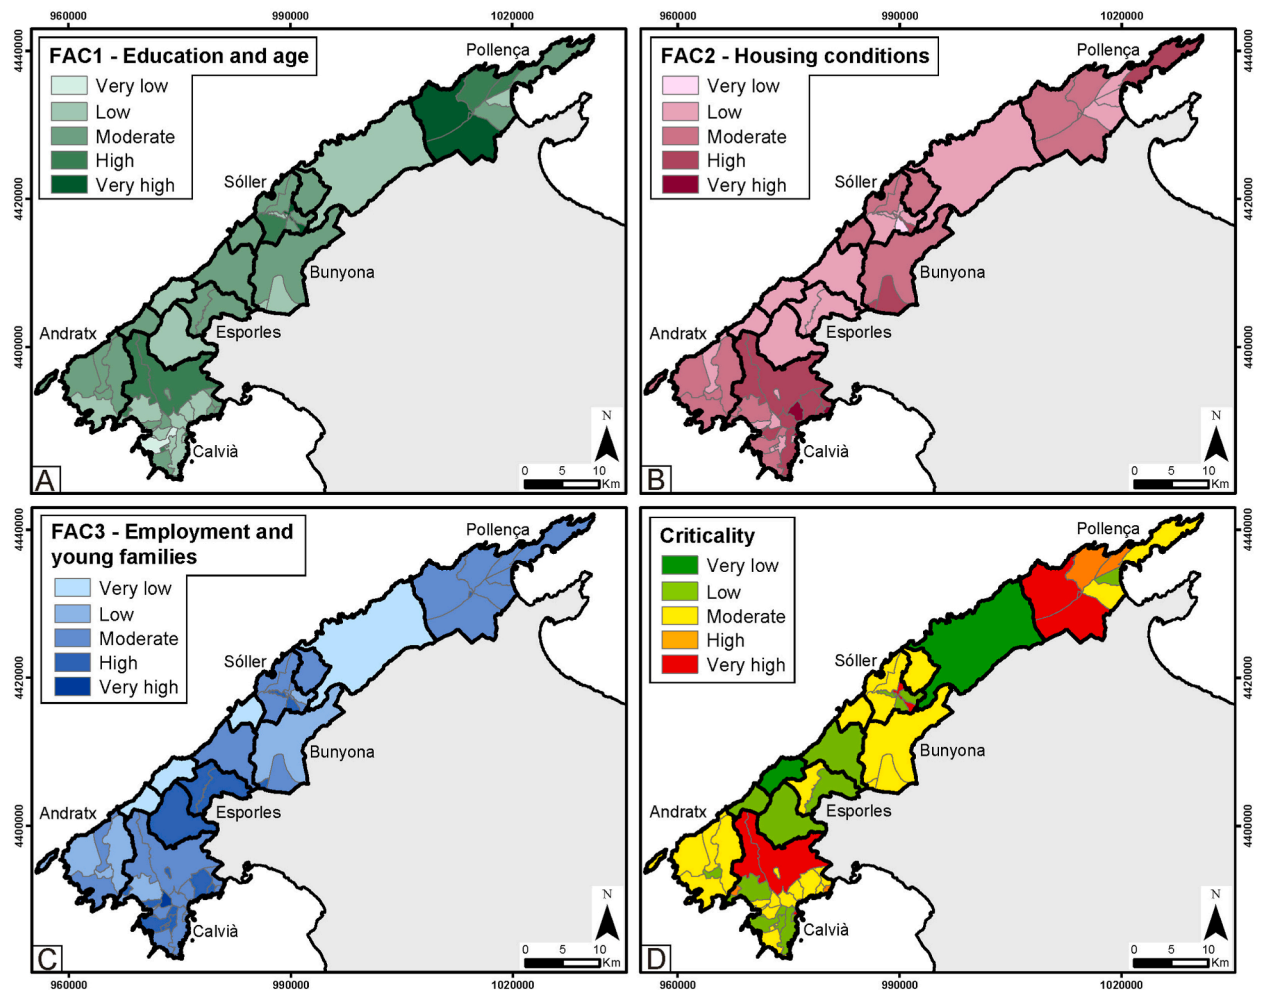 960000
990000
1020000
960000
990000
1020000
4440000
4420000
4400000
FAC1 - Education and age
Very low
Low
Moderate
High
Very high
Pollença
Sóller
Bunyona
Esporles
Andratx
Calvià
N
0 5 10
Km
A
FAC2 - Housing conditions
Very low
Low
Moderate
High
Very high
Pollença
Sóller
Bunyona
Esporles
Andratx
Calvià
N
0 5 10
Km
B
4440000
4420000
4400000
4440000
4420000
4400000
FAC3 - Employment and
young families
Very low
Low
Moderate
High
Very high
Pollença
Sóller
Bunyona
Esporles
Andratx
Calvià
N
0 5 10
Km
C
Criticality
Very low
Low
Moderate
High
Very high
Pollença
Sóller
Bunyona
Esporles
Andratx
Calvià
N
0 5 10
Km
D
4440000
4420000
4400000
960000
990000
1020000
960000
990000
1020000